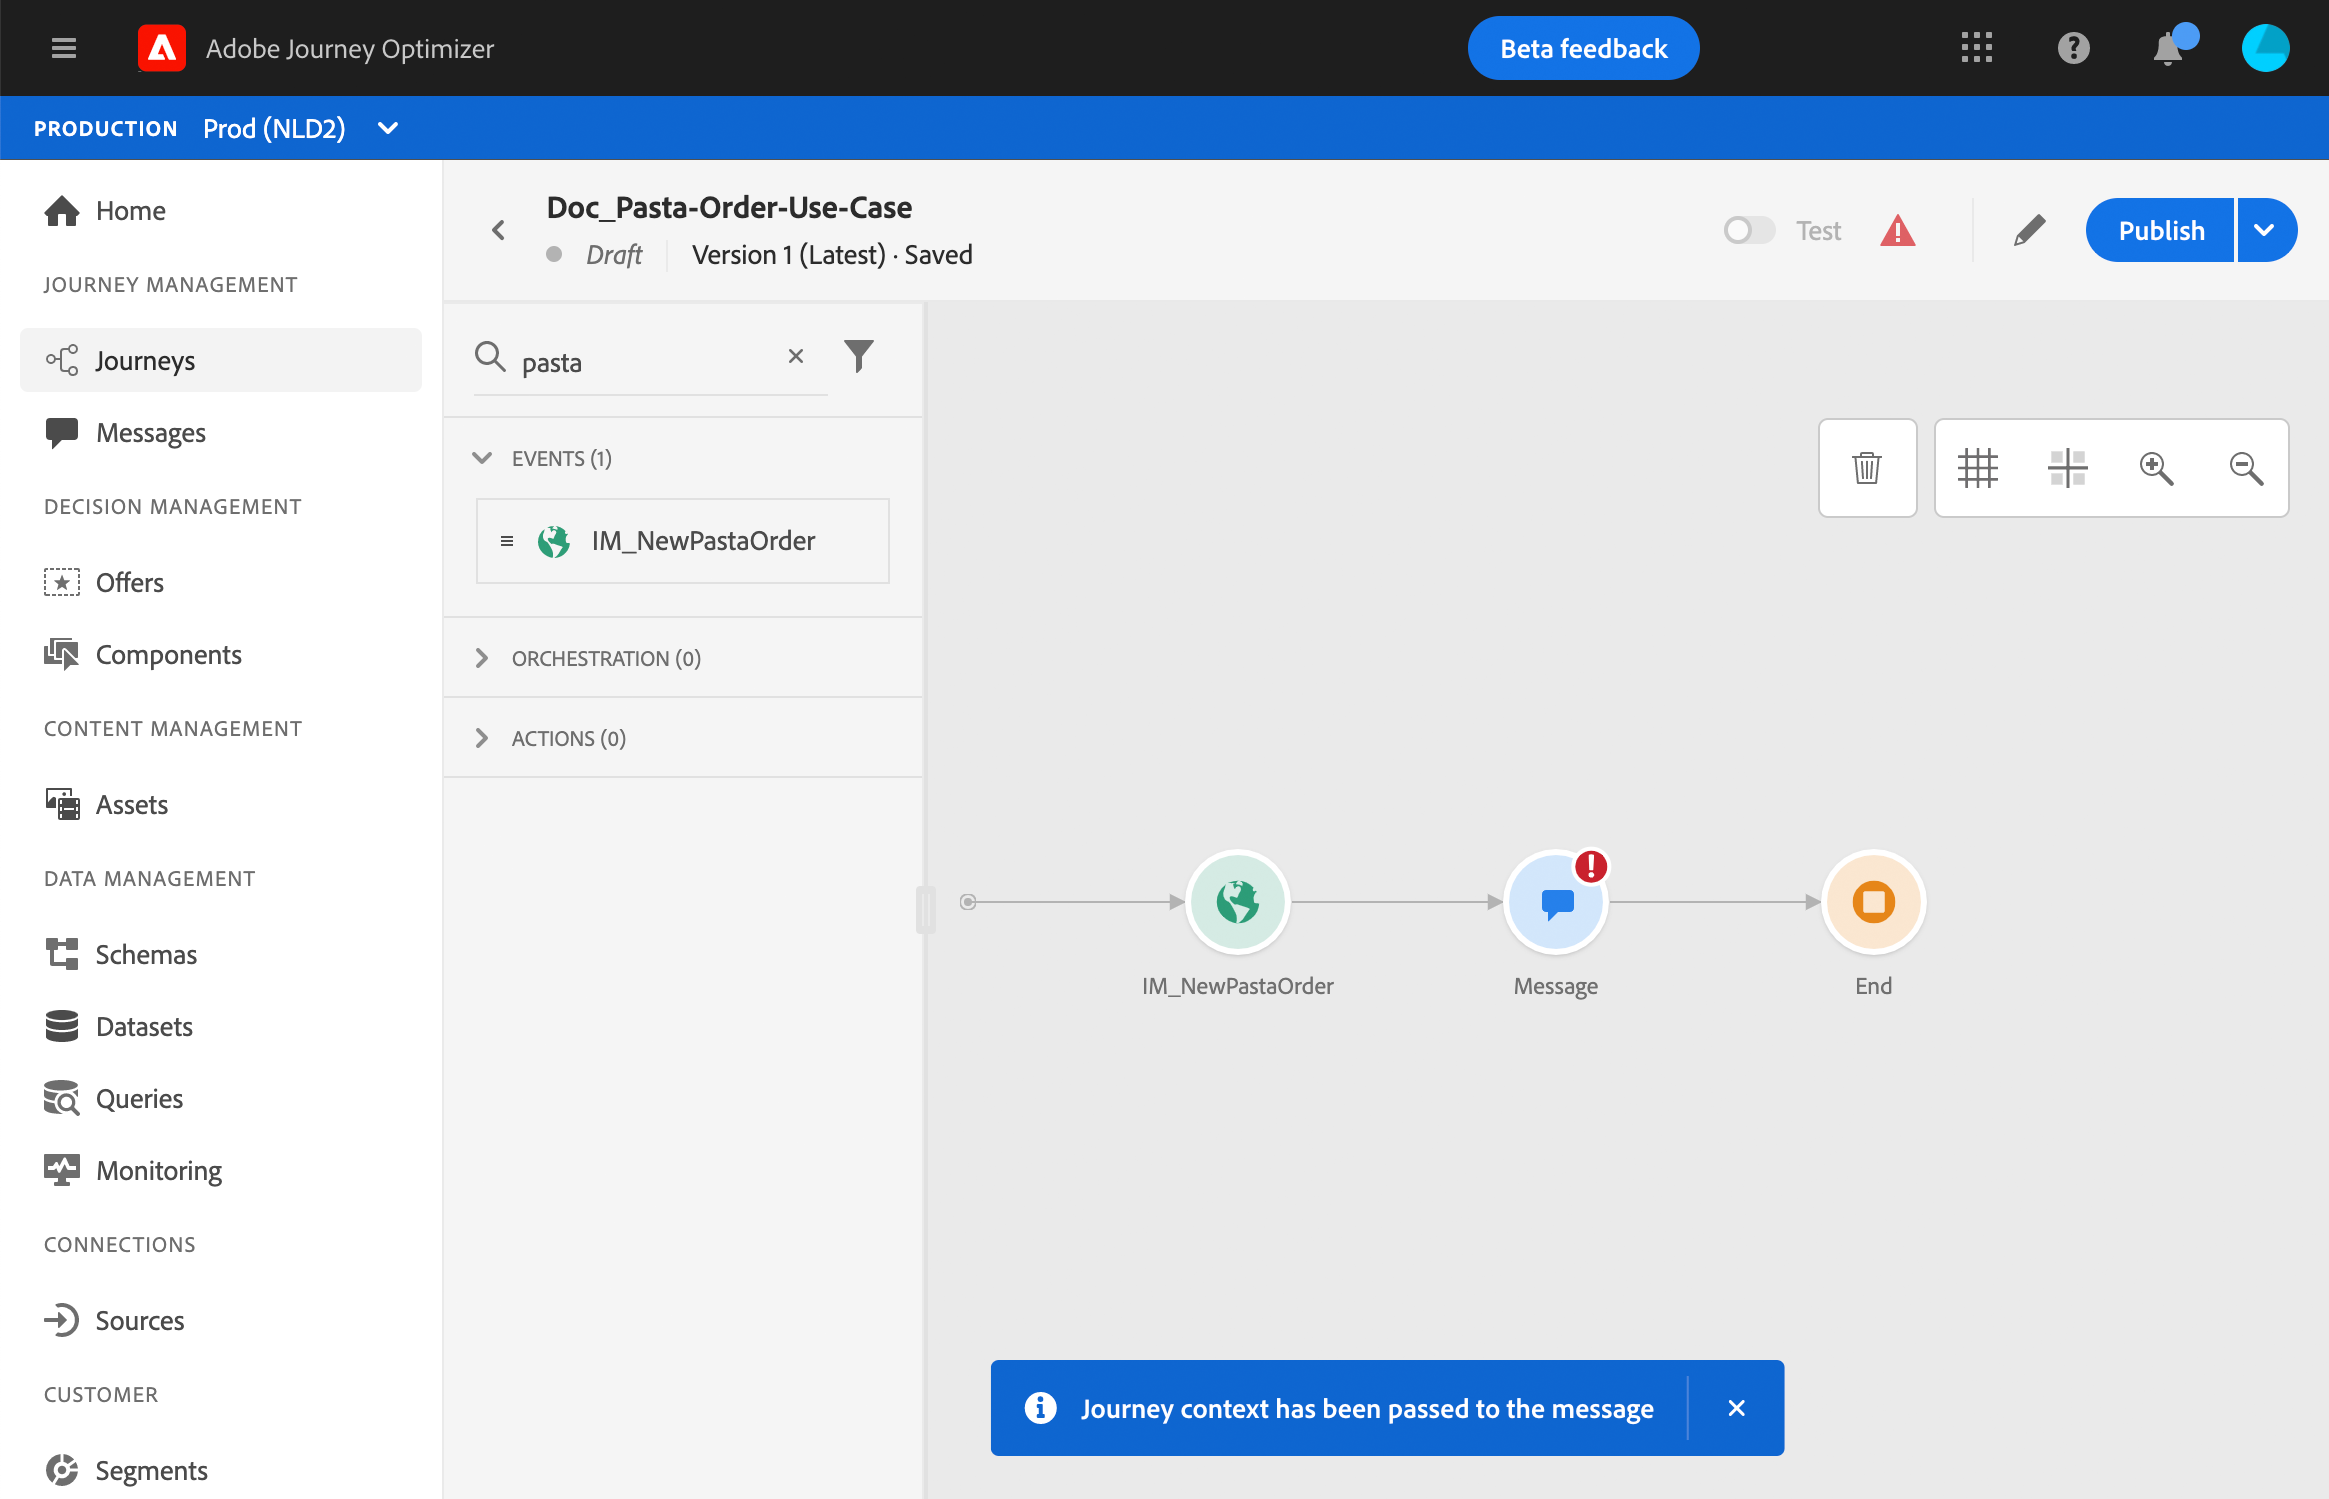 Adobe Journey Optimizer
Beta feedback
PRODUCTION Prod (NLD2)
Home
JOURNEY MANAGEMENT
Journeys
Messages
DECISION MANAGEMENT
Offers
Components
CONTENT MANAGEMENT
Assets
DATA MANAGEMENT
Schemas
Datasets
Queries
Monitoring
CONNECTIONS
Sources
CUSTOMER
Segments
Doc_Pasta-Order-Use-Case
Draft
Version 1 (Latest) · Saved
Test
Publish
pasta
EVENTS (1)
IM_NewPastaOrder
ORCHESTRATION (0)
ACTIONS (0)
IM_NewPastaOrder
Message
End
Journey context has been passed to the message